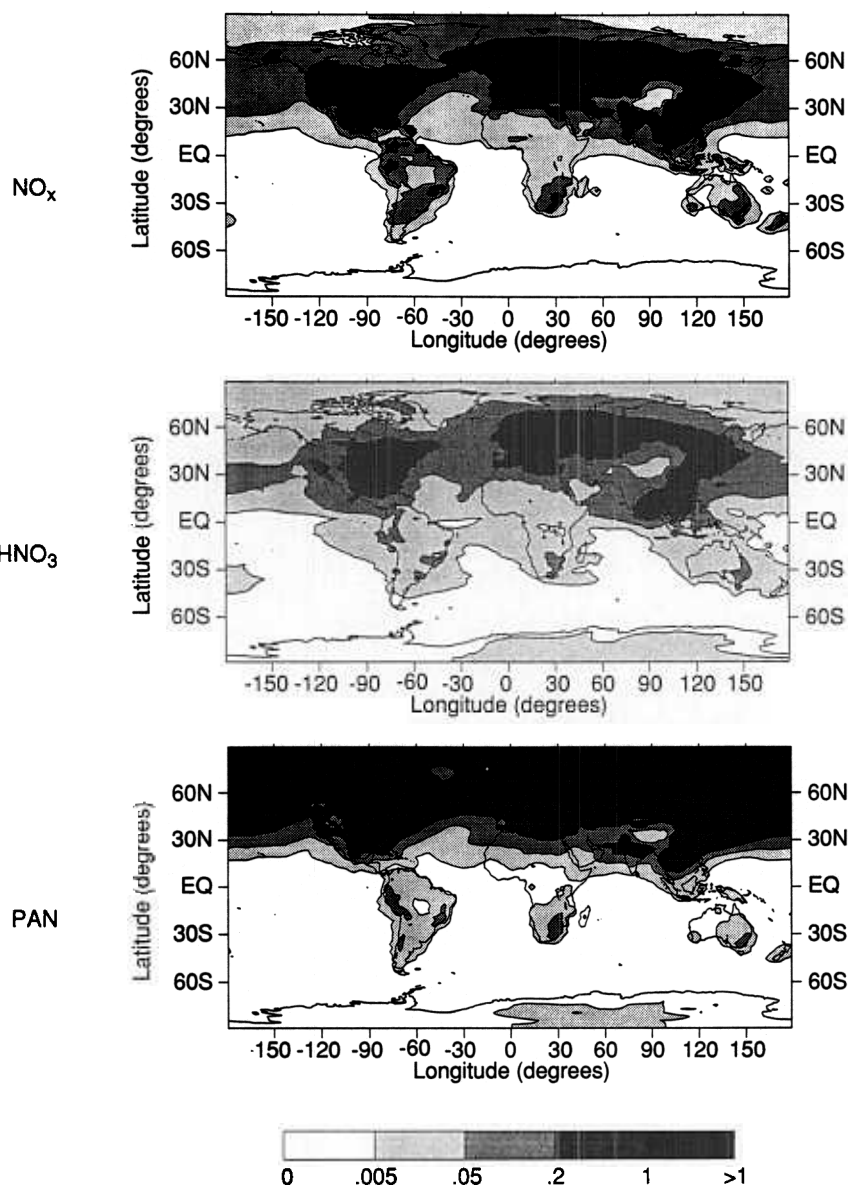 NOx
Latitude (degrees)
60N
30N
EQ
30S
60S
60N
30N
EQ
30S
60S
-150 -120 -90 -60 -30 0 30 60 90 120 150
Longitude (degrees)
HNO3
Latitude (degrees)
60N
30N
EQ
30S
60S
60N
30N
EQ
30S
60S
-150 -120 -90 -60 -30 0 30 60 90 120 150
Longitude (degrees)
PAN
Latitude (degrees)
60N
30N
EQ
30S
60S
60N
30N
EQ
30S
60S
-150 -120 -90 -60 -30 0 30 60 90 120 150
Longitude (degrees)
0 .005 .05 .2 1 >1